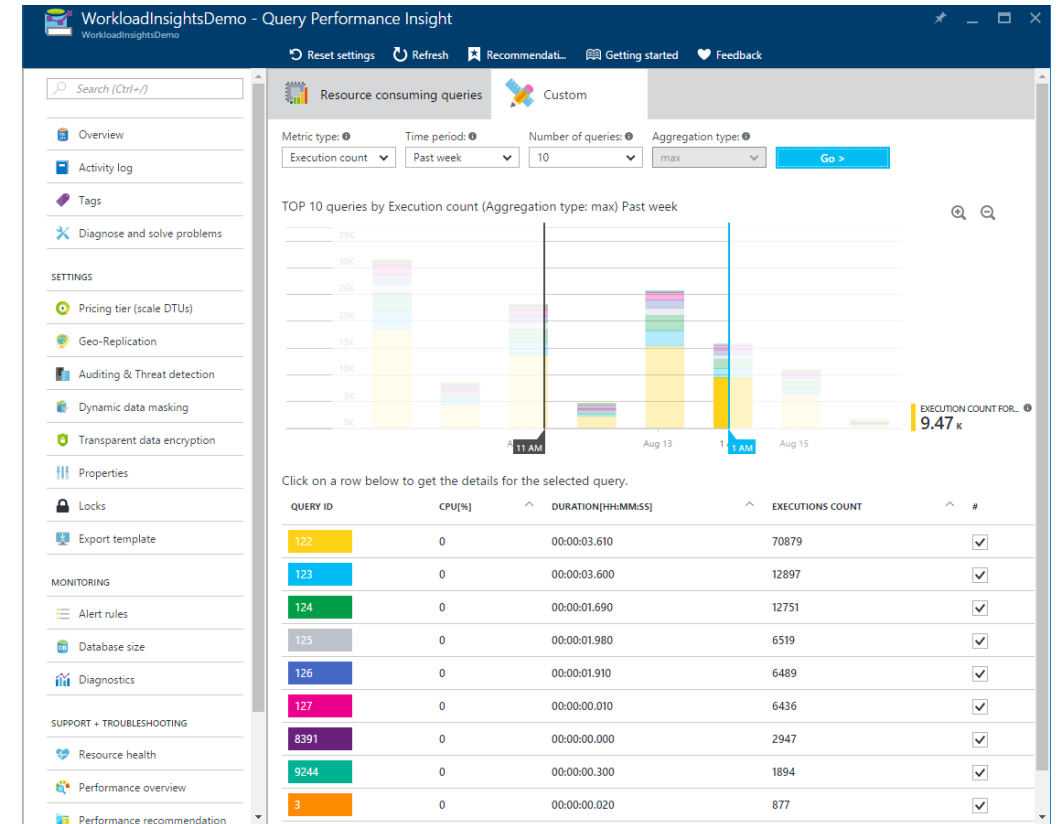 WorkloadInsightsDemo - Query Performance Insight
WorkloadInsightsDemo
Reset settings Refresh Recommendati... Getting started Feedback
Search (Ctrl+/)
Overview
Activity log
Tags
Diagnose and solve problems
SETTINGS
Pricing tier (scale DTUs)
Geo-Replication
Auditing & Threat detection
Dynamic data masking
Transparent data encryption
Properties
Locks
Export template
MONITORING
Alert rules
Database size
Diagnostics
SUPPORT + TROUBLESHOOTING
Resource health
Performance overview
Performance recommendation
Resource consuming queries Custom
Metric type: Time period: Number of queries: Aggregation type:
Execution count Past week 10 max Go >
TOP 10 queries by Execution count (Aggregation type: max) Past week
35K
30K
25K
20K
15K
10K
5K
0K
A 11 AM Aug 13 1 1 AM Aug 15
EXECUTION COUNT FOR...
9.47 K
Click on a row below to get the details for the selected query.
QUERY ID CPU[%] DURATION[HH:MM:SS] EXECUTIONS COUNT #
122 0 00:00:03.610 70879
123 0 00:00:03.600 12897
124 0 00:00:01.690 12751
125 0 00:00:01.980 6519
126 0 00:00:01.910 6489
127 0 00:00:00.010 6436
8391 0 00:00:00.000 2947
9244 0 00:00:00.300 1894
3 0 00:00:00.020 877